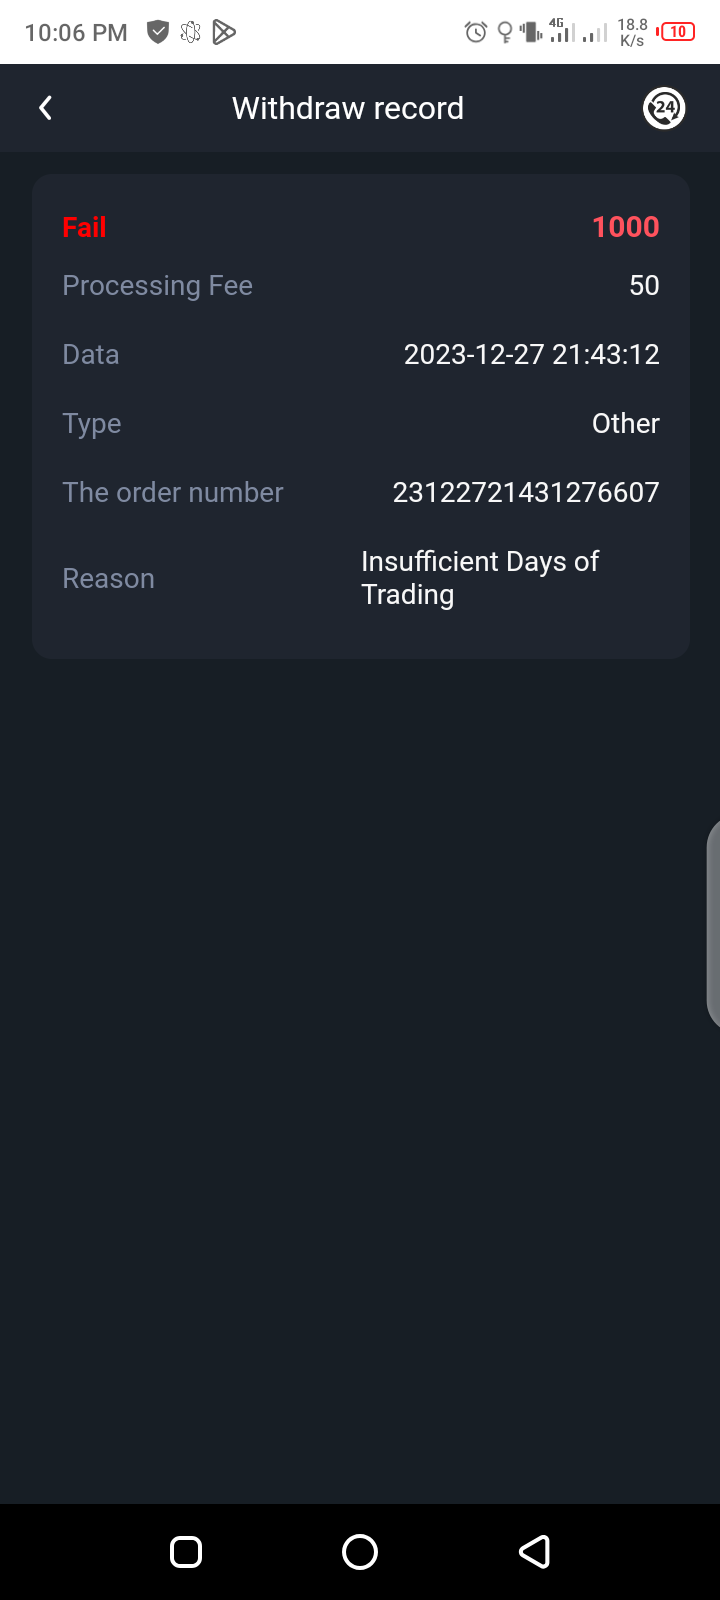 10:06 PM
4G
18.8
K/s
10
Withdraw record
24
Fail 1000
Processing Fee 50
Data 2023-12-27 21:43:12
Type Other
The order number 23122721431276607
Reason Insufficient Days of
Trading